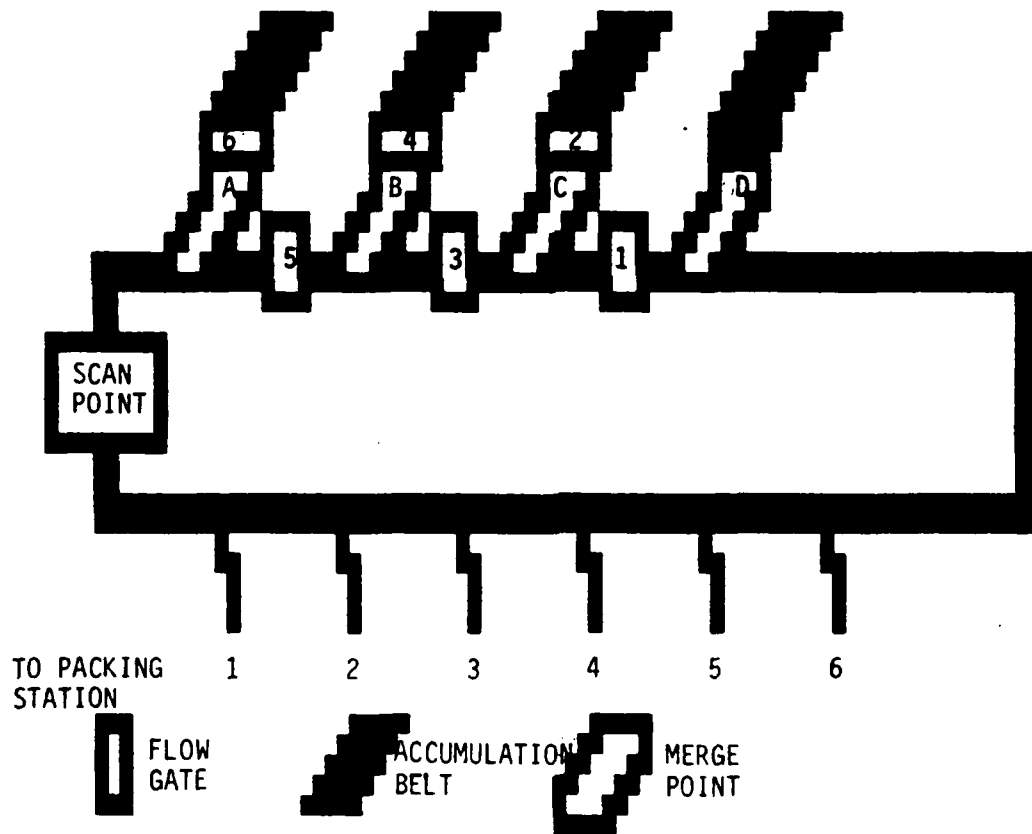 6 4 2
A B C D
5 3 1
SCAN
POINT
TO PACKING
STATION
1 2 3 4 5 6
FLOW
GATE
ACCUMULATION
BELT
MERGE
POINT